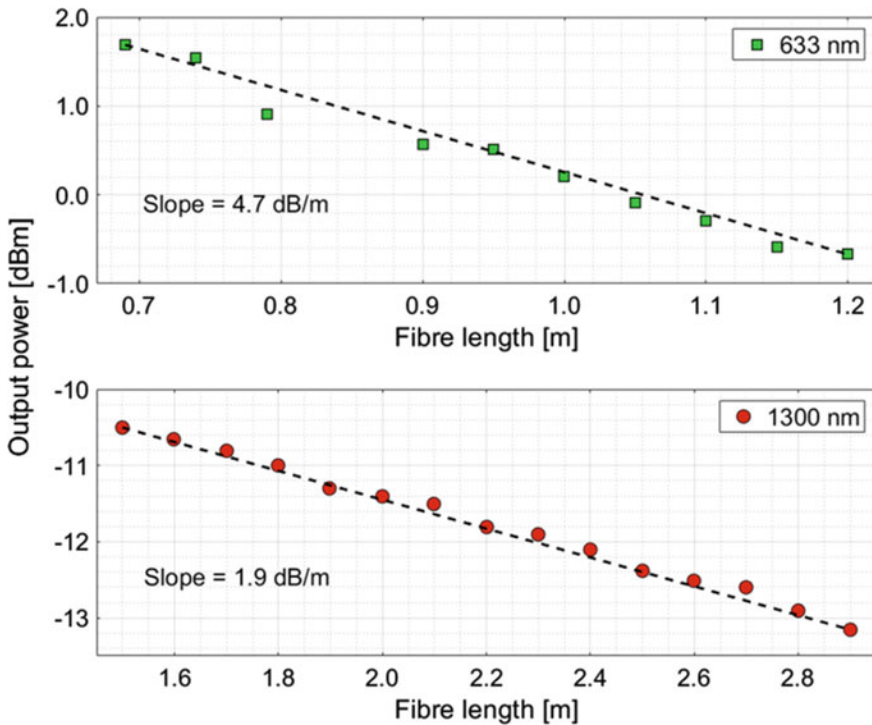 2.0
1.0
0.0
-1.0
633 nm
Slope = 4.7 dB/m
0.7 0.8 0.9 1.0 1.1 1.2
Fibre length [m]
Output power [dBm]
-10
-11
-12
-13
1300 nm
Slope = 1.9 dB/m
1.6 1.8 2.0 2.2 2.4 2.6 2.8
Fibre length [m]